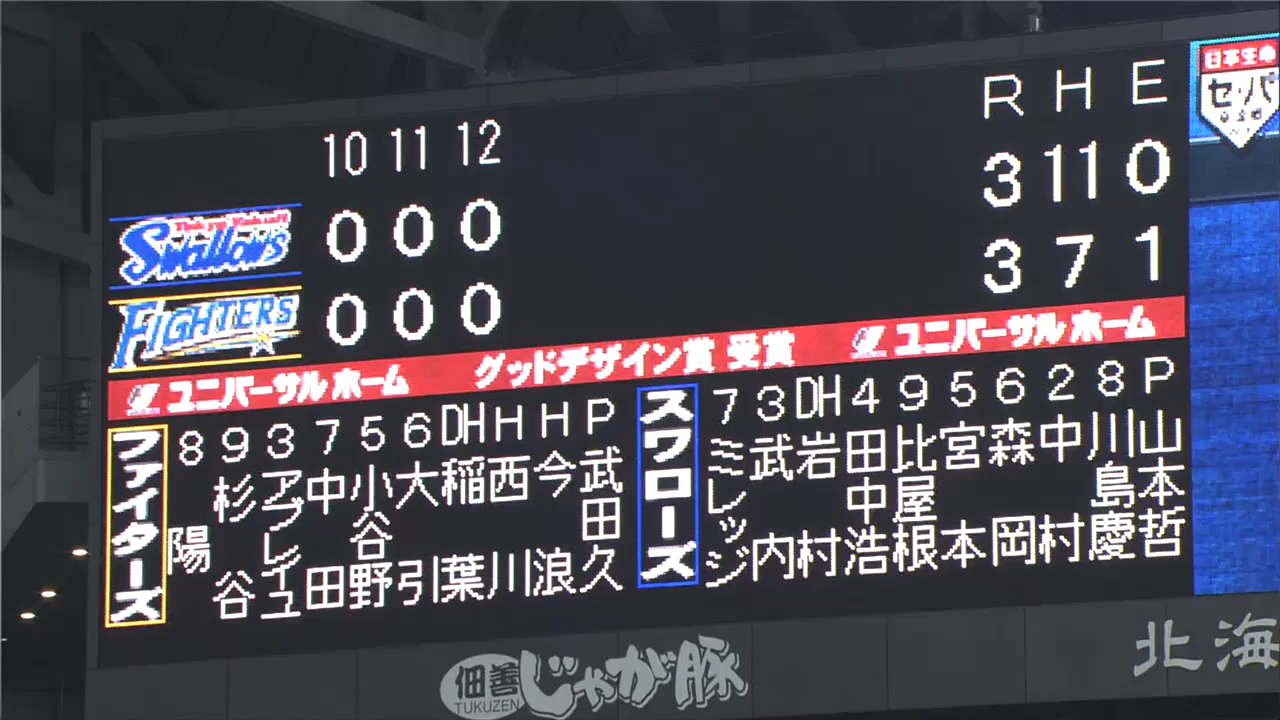 R H E
日本生命
セ・パ
10 11 12
Tokyo Yakult
Swallows 0 0 0 3 11 0
FIGHTERS 0 0 0 3 7 1
ユニバーサル ホーム グッドデザイン賞 受賞 ユニバーサル ホーム
ファイターズ
8 9 3 7 5 6 DH H H P
陽 杉谷 アブレイユ 中田 小谷野 大引 稲葉 西川 今浪 武田久
スワローズ
7 3 DH 4 9 5 6 2 8 P
ミレッジ 武内 岩村 田中浩 比屋根 宮本 森岡 中村 川島慶 山本哲
佃善 じゃが豚
TUKUZEN
北海